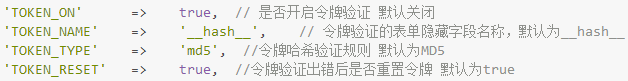 'TOKEN_ON' => true, // 是否开启令牌验证 默认关闭
'TOKEN_NAME' => '__hash__', // 令牌验证的表单隐藏字段名称，默认为__hash__
'TOKEN_TYPE' => 'md5', //令牌哈希验证规则 默认为MD5
'TOKEN_RESET' => true, //令牌验证出错后是否重置令牌 默认为true